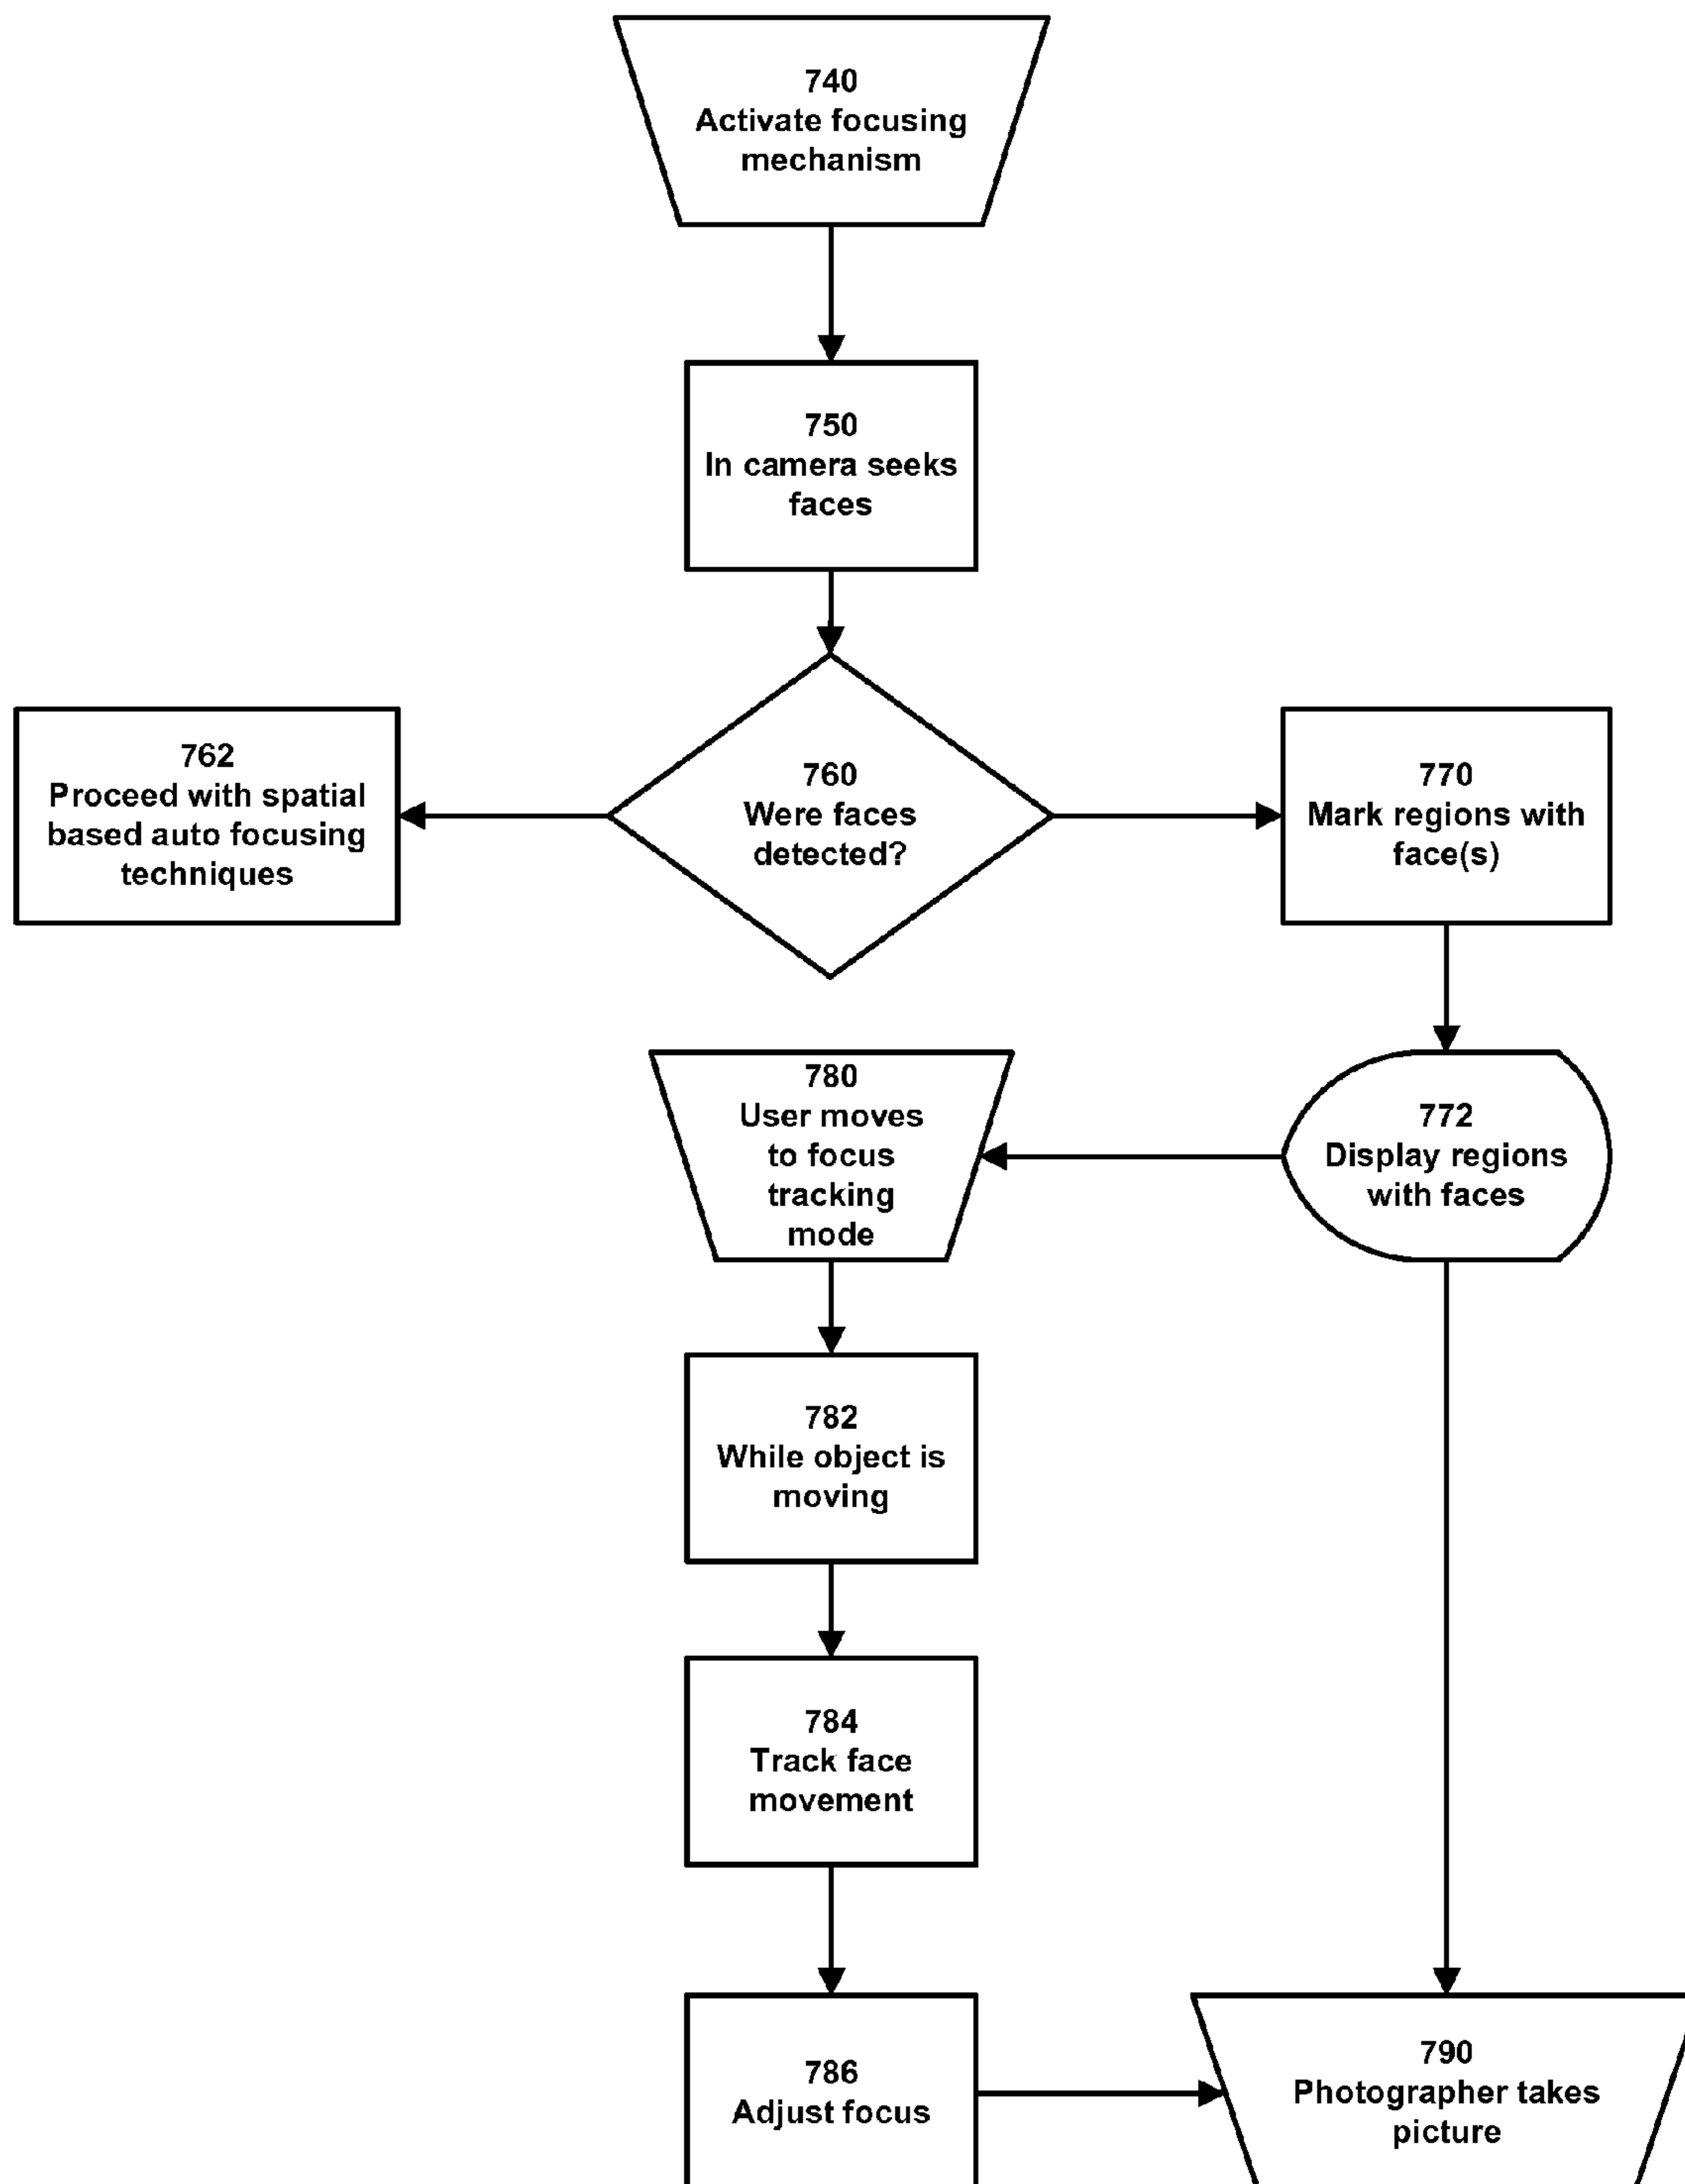 740
Activate focusing
mechanism
750
In camera seeks
faces
762
Proceed with spatial
based auto focusing
techniques
760
Were faces
detected?
770
Mark regions with
face(s)
780
User moves
to focus
tracking
mode
772
Display regions
with faces
782
While object is
moving
784
Track face
movement
786
Adjust focus
790
Photographer takes
picture